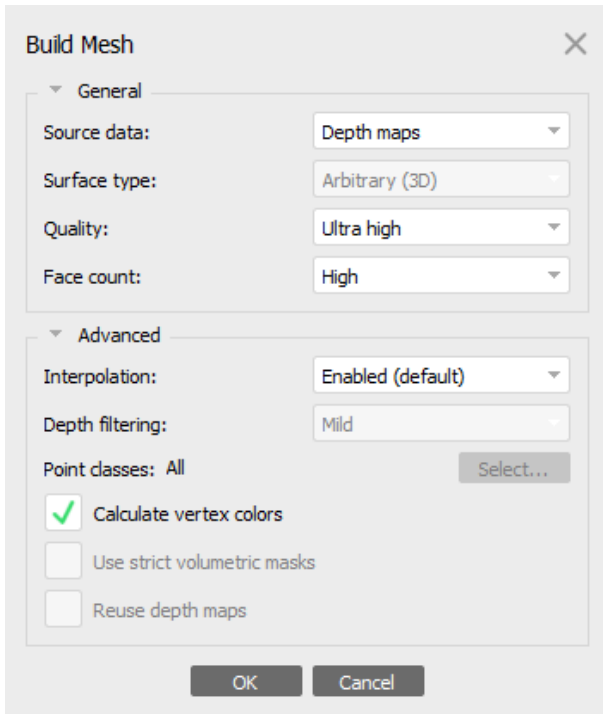 Build Mesh
General
Source data: Depth maps
Surface type: Arbitrary (3D)
Quality: Ultra high
Face count: High
Advanced
Interpolation: Enabled (default)
Depth filtering: Mild
Point classes: All Select...
Calculate vertex colors
Use strict volumetric masks
Reuse depth maps
OK Cancel